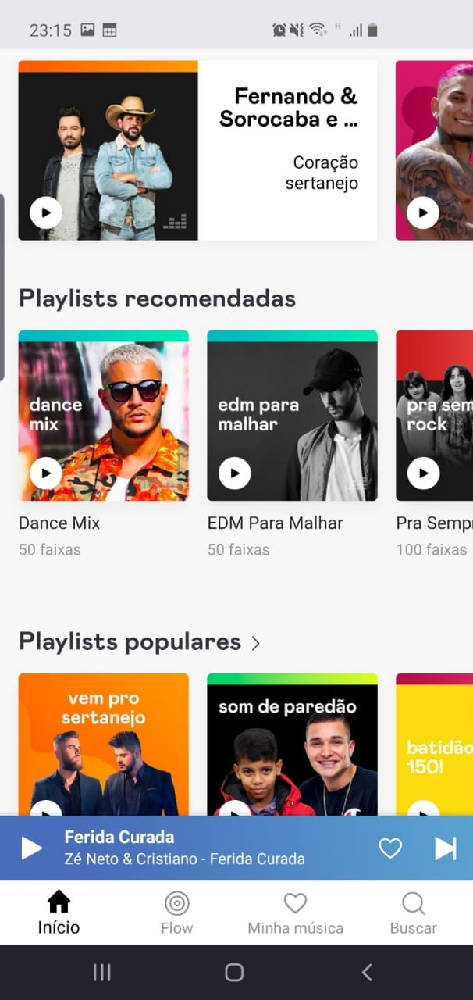 23:15
H
Fernando &
Sorocaba e ...
Coração
sertanejo
Playlists recomendadas
dance
mix
edm para
malhar
pra sem
rock
Dance Mix
EDM Para Malhar
Pra Semp
50 faixas
50 faixas
100 faixas
Playlists populares
vem pro
sertanejo
som de paredão
batidão
150!
Ferida Curada
Zé Neto & Cristiano - Ferida Curada
Início
Flow
Minha música
Buscar